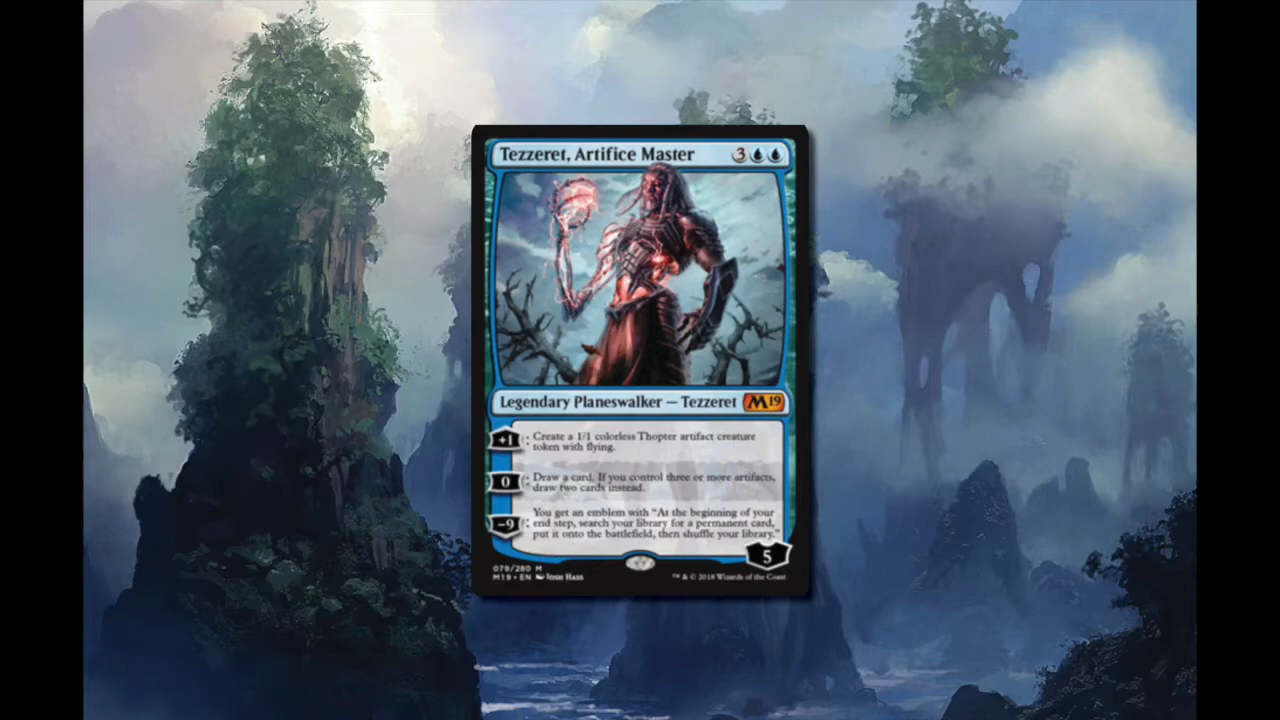 Tezzeret, Artifice Master 3
Legendary Planeswalker — Tezzeret M19
+1 : Create a 1/1 colorless Thopter artifact creature
token with flying.
0 : Draw a card. If you control three or more artifacts,
draw two cards instead.
You get an emblem with “At the beginning of your
−9 : end step, search your library for a permanent card,
put it onto the battlefield, then shuffle your library.”
5
079/280 M
M19 • EN Josh Hass ™ & © 2018 Wizards of the Coast